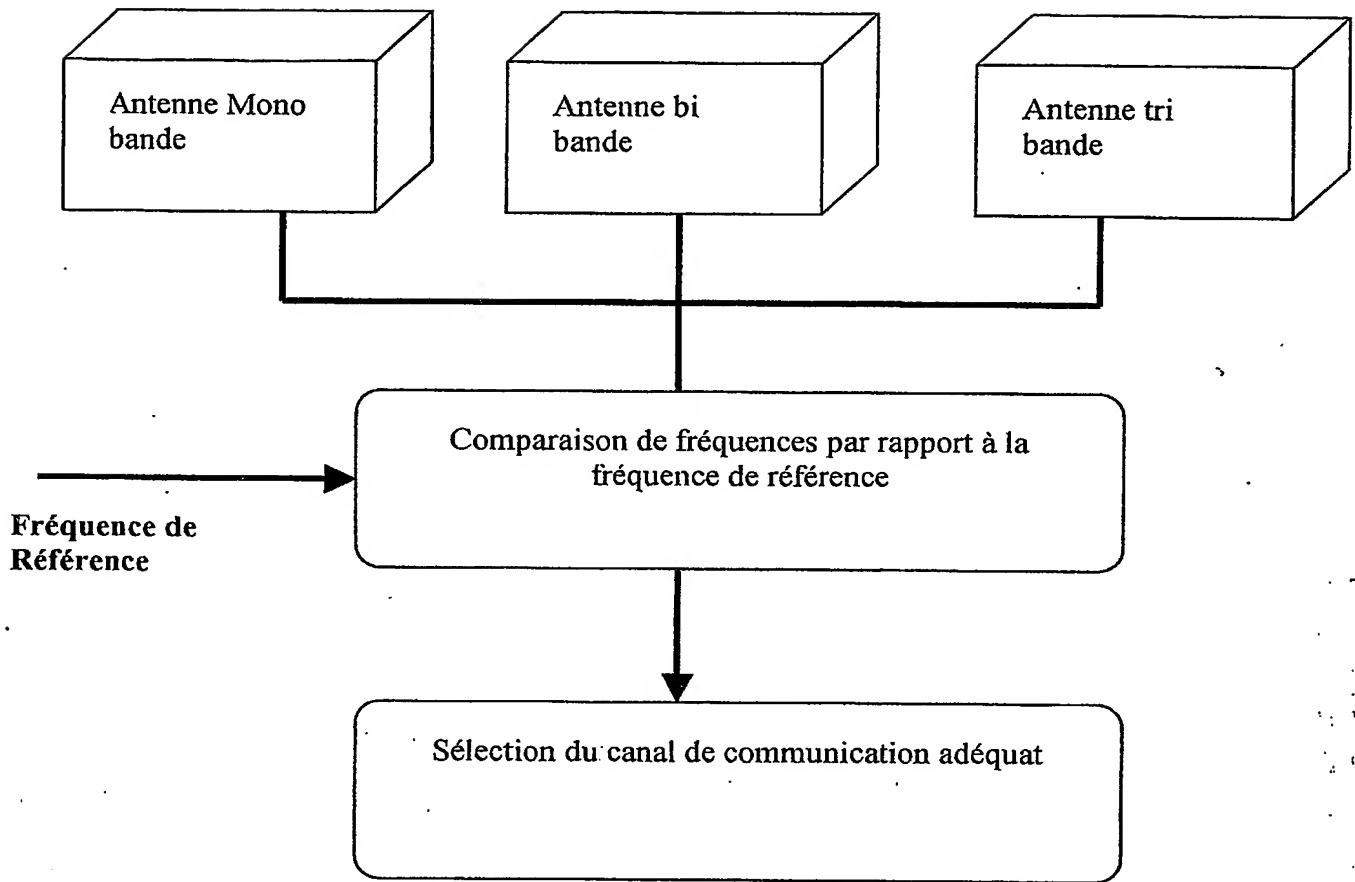 Antenne Mono
bande
Antenne bi
bande
Antenne tri
bande
Comparaison de fréquences par rapport à la
fréquence de référence
Fréquence de
Référence
Sélection du canal de communication adéquat